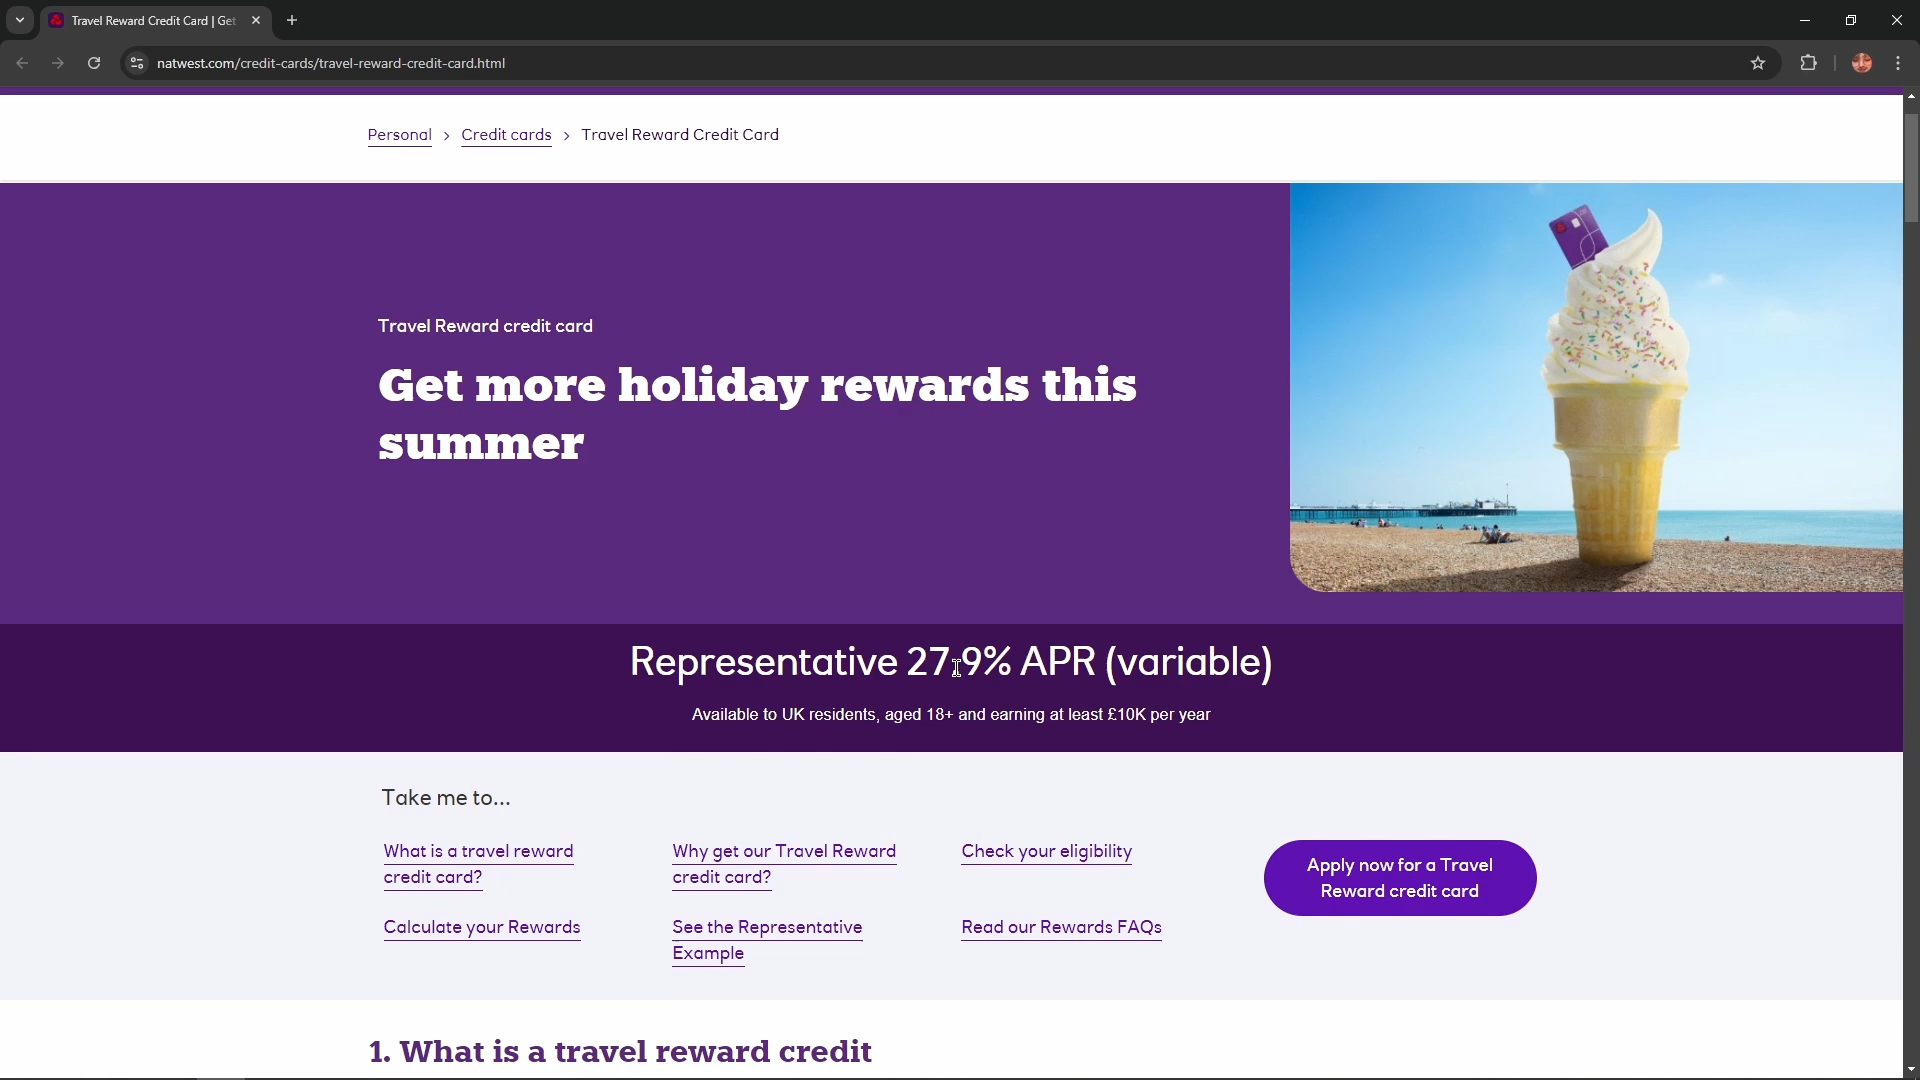 Travel Reward Credit Card | Get
natwest.com/credit-cards/travel-reward-credit-card.html
Personal > Credit cards > Travel Reward Credit Card
Travel Reward credit card
Get more holiday rewards this
summer
Representative 27.9% APR (variable)
Available to UK residents, aged 18+ and earning at least £10K per year
Take me to...
What is a travel reward
credit card?
Why get our Travel Reward
credit card?
Check your eligibility
Calculate your Rewards
See the Representative
Example
Read our Rewards FAQs
Apply now for a Travel
Reward credit card
1. What is a travel reward credit